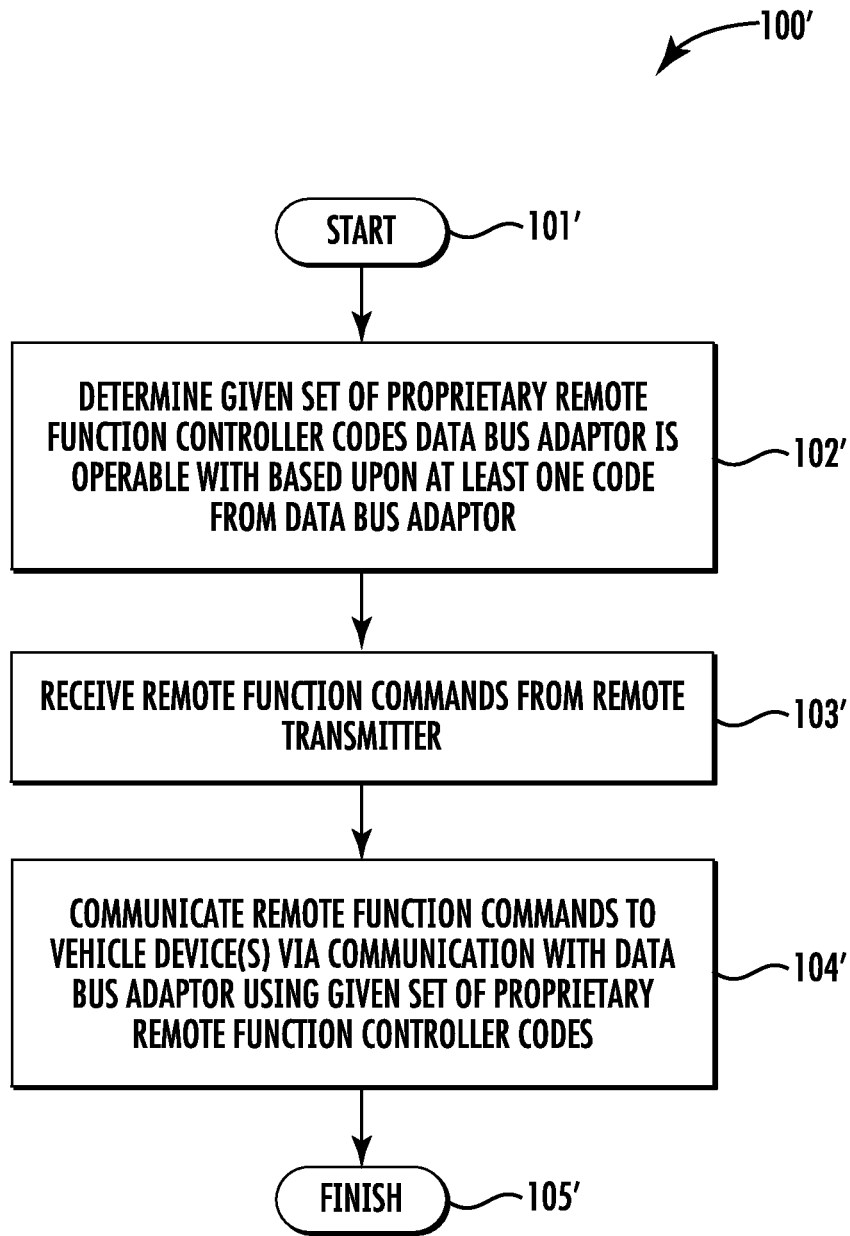 100′
START
101′
DETERMINE GIVEN SET OF PROPRIETARY REMOTE
FUNCTION CONTROLLER CODES DATA BUS ADAPTOR IS
OPERABLE WITH BASED UPON AT LEAST ONE CODE
FROM DATA BUS ADAPTOR
102′
RECEIVE REMOTE FUNCTION COMMANDS FROM REMOTE
TRANSMITTER
103′
COMMUNICATE REMOTE FUNCTION COMMANDS TO
VEHICLE DEVICE(S) VIA COMMUNICATION WITH DATA
BUS ADAPTOR USING GIVEN SET OF PROPRIETARY
REMOTE FUNCTION CONTROLLER CODES
104′
FINISH
105′